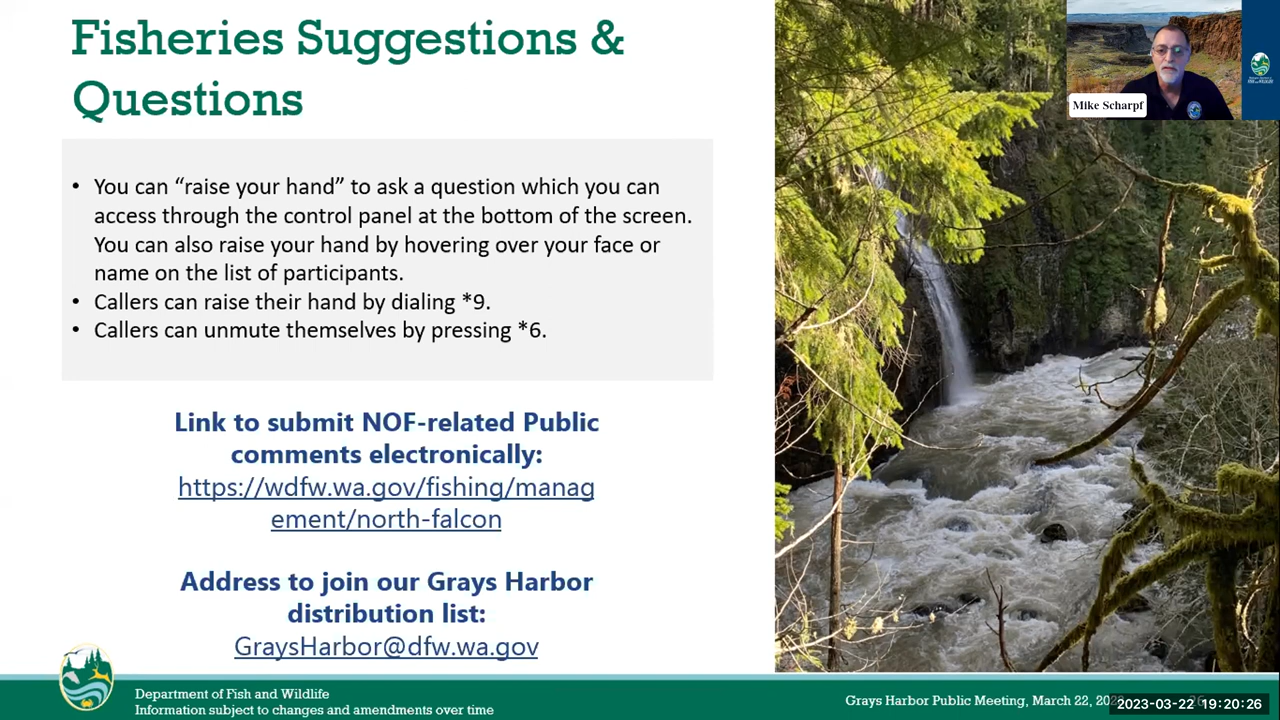 Fisheries Suggestions &
Questions
Mike Scharpf
• You can “raise your hand” to ask a question which you can
access through the control panel at the bottom of the screen.
You can also raise your hand by hovering over your face or
name on the list of participants.
• Callers can raise their hand by dialing *9.
• Callers can unmute themselves by pressing *6.
Link to submit NOF-related Public
comments electronically:
https://wdfw.wa.gov/fishing/manag
ement/north-falcon
Address to join our Grays Harbor
distribution list:
GraysHarbor@dfw.wa.gov
Department of Fish and Wildlife
Information subject to changes and amendments over time
Grays Harbor Public Meeting, March 22,
2023-03-22 19:20:26